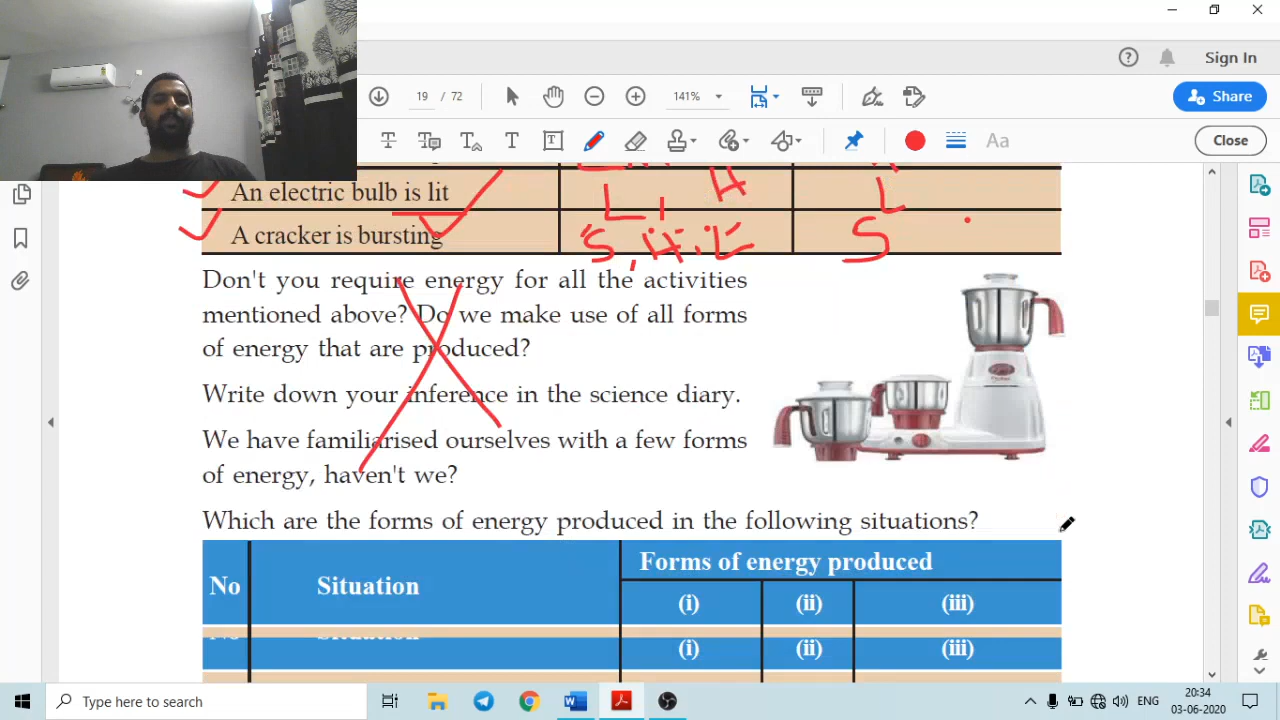 ? Sign In
19 / 72 141% Share
T T T T T Aa Close
An electric bulb is lit L, H L
A cracker is bursting S, H, L S
Don't you require energy for all the activities
mentioned above? Do we make use of all forms
of energy that are produced?
Write down your inference in the science diary.
We have familiarised ourselves with a few forms
of energy, haven't we?
Which are the forms of energy produced in the following situations?
No Situation Forms of energy produced
(i) (ii) (iii)
No Situation (i) (ii) (iii)
Type here to search
ENG
20:34
03-06-2020